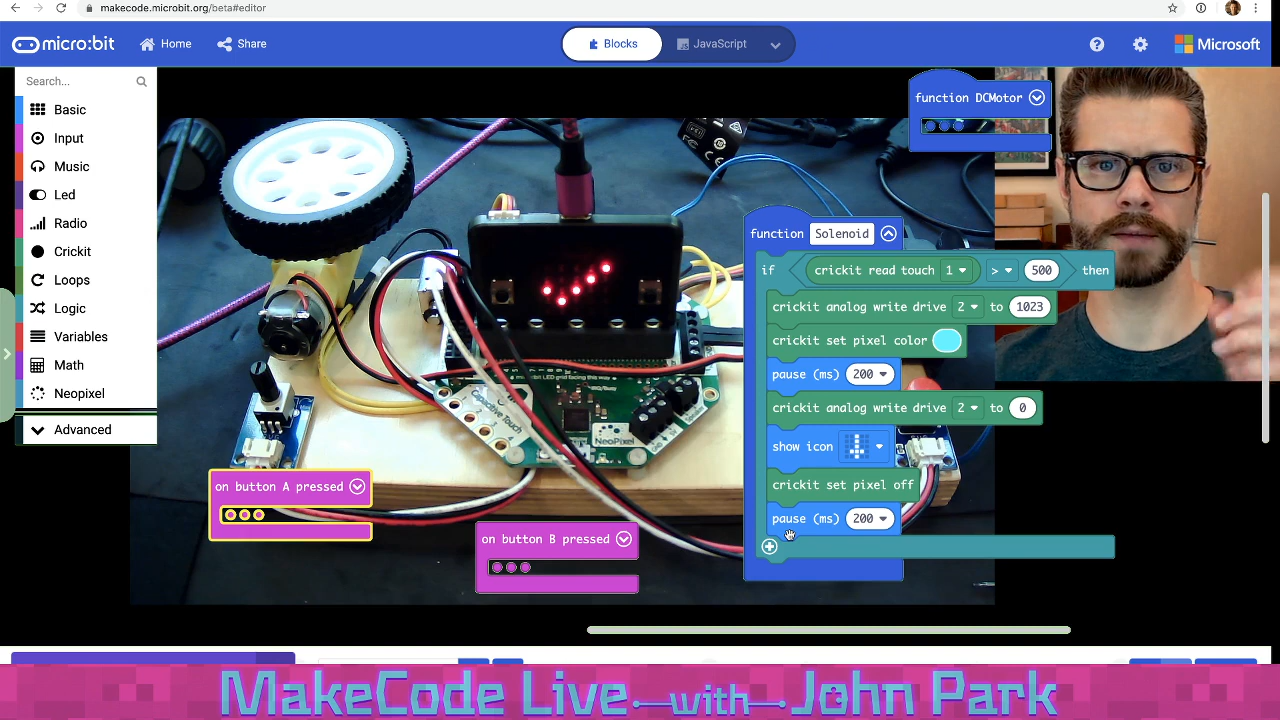 makecode.microbit.org/beta#editor
micro:bit
Home
Share
Blocks
JavaScript
Microsoft
Search...
Basic
Input
Music
Led
Radio
Crickit
Loops
Logic
Variables
Math
Neopixel
Advanced
function DCMotor
function Solenoid
if crickit read touch 1 > 500 then
crickit analog write drive 2 to 1023
crickit set pixel color
pause (ms) 200
crickit analog write drive 2 to 0
show icon
crickit set pixel off
pause (ms) 200
on button A pressed
on button B pressed
Capacitive Touch
NeoPixel
MakeCode Live with John Park